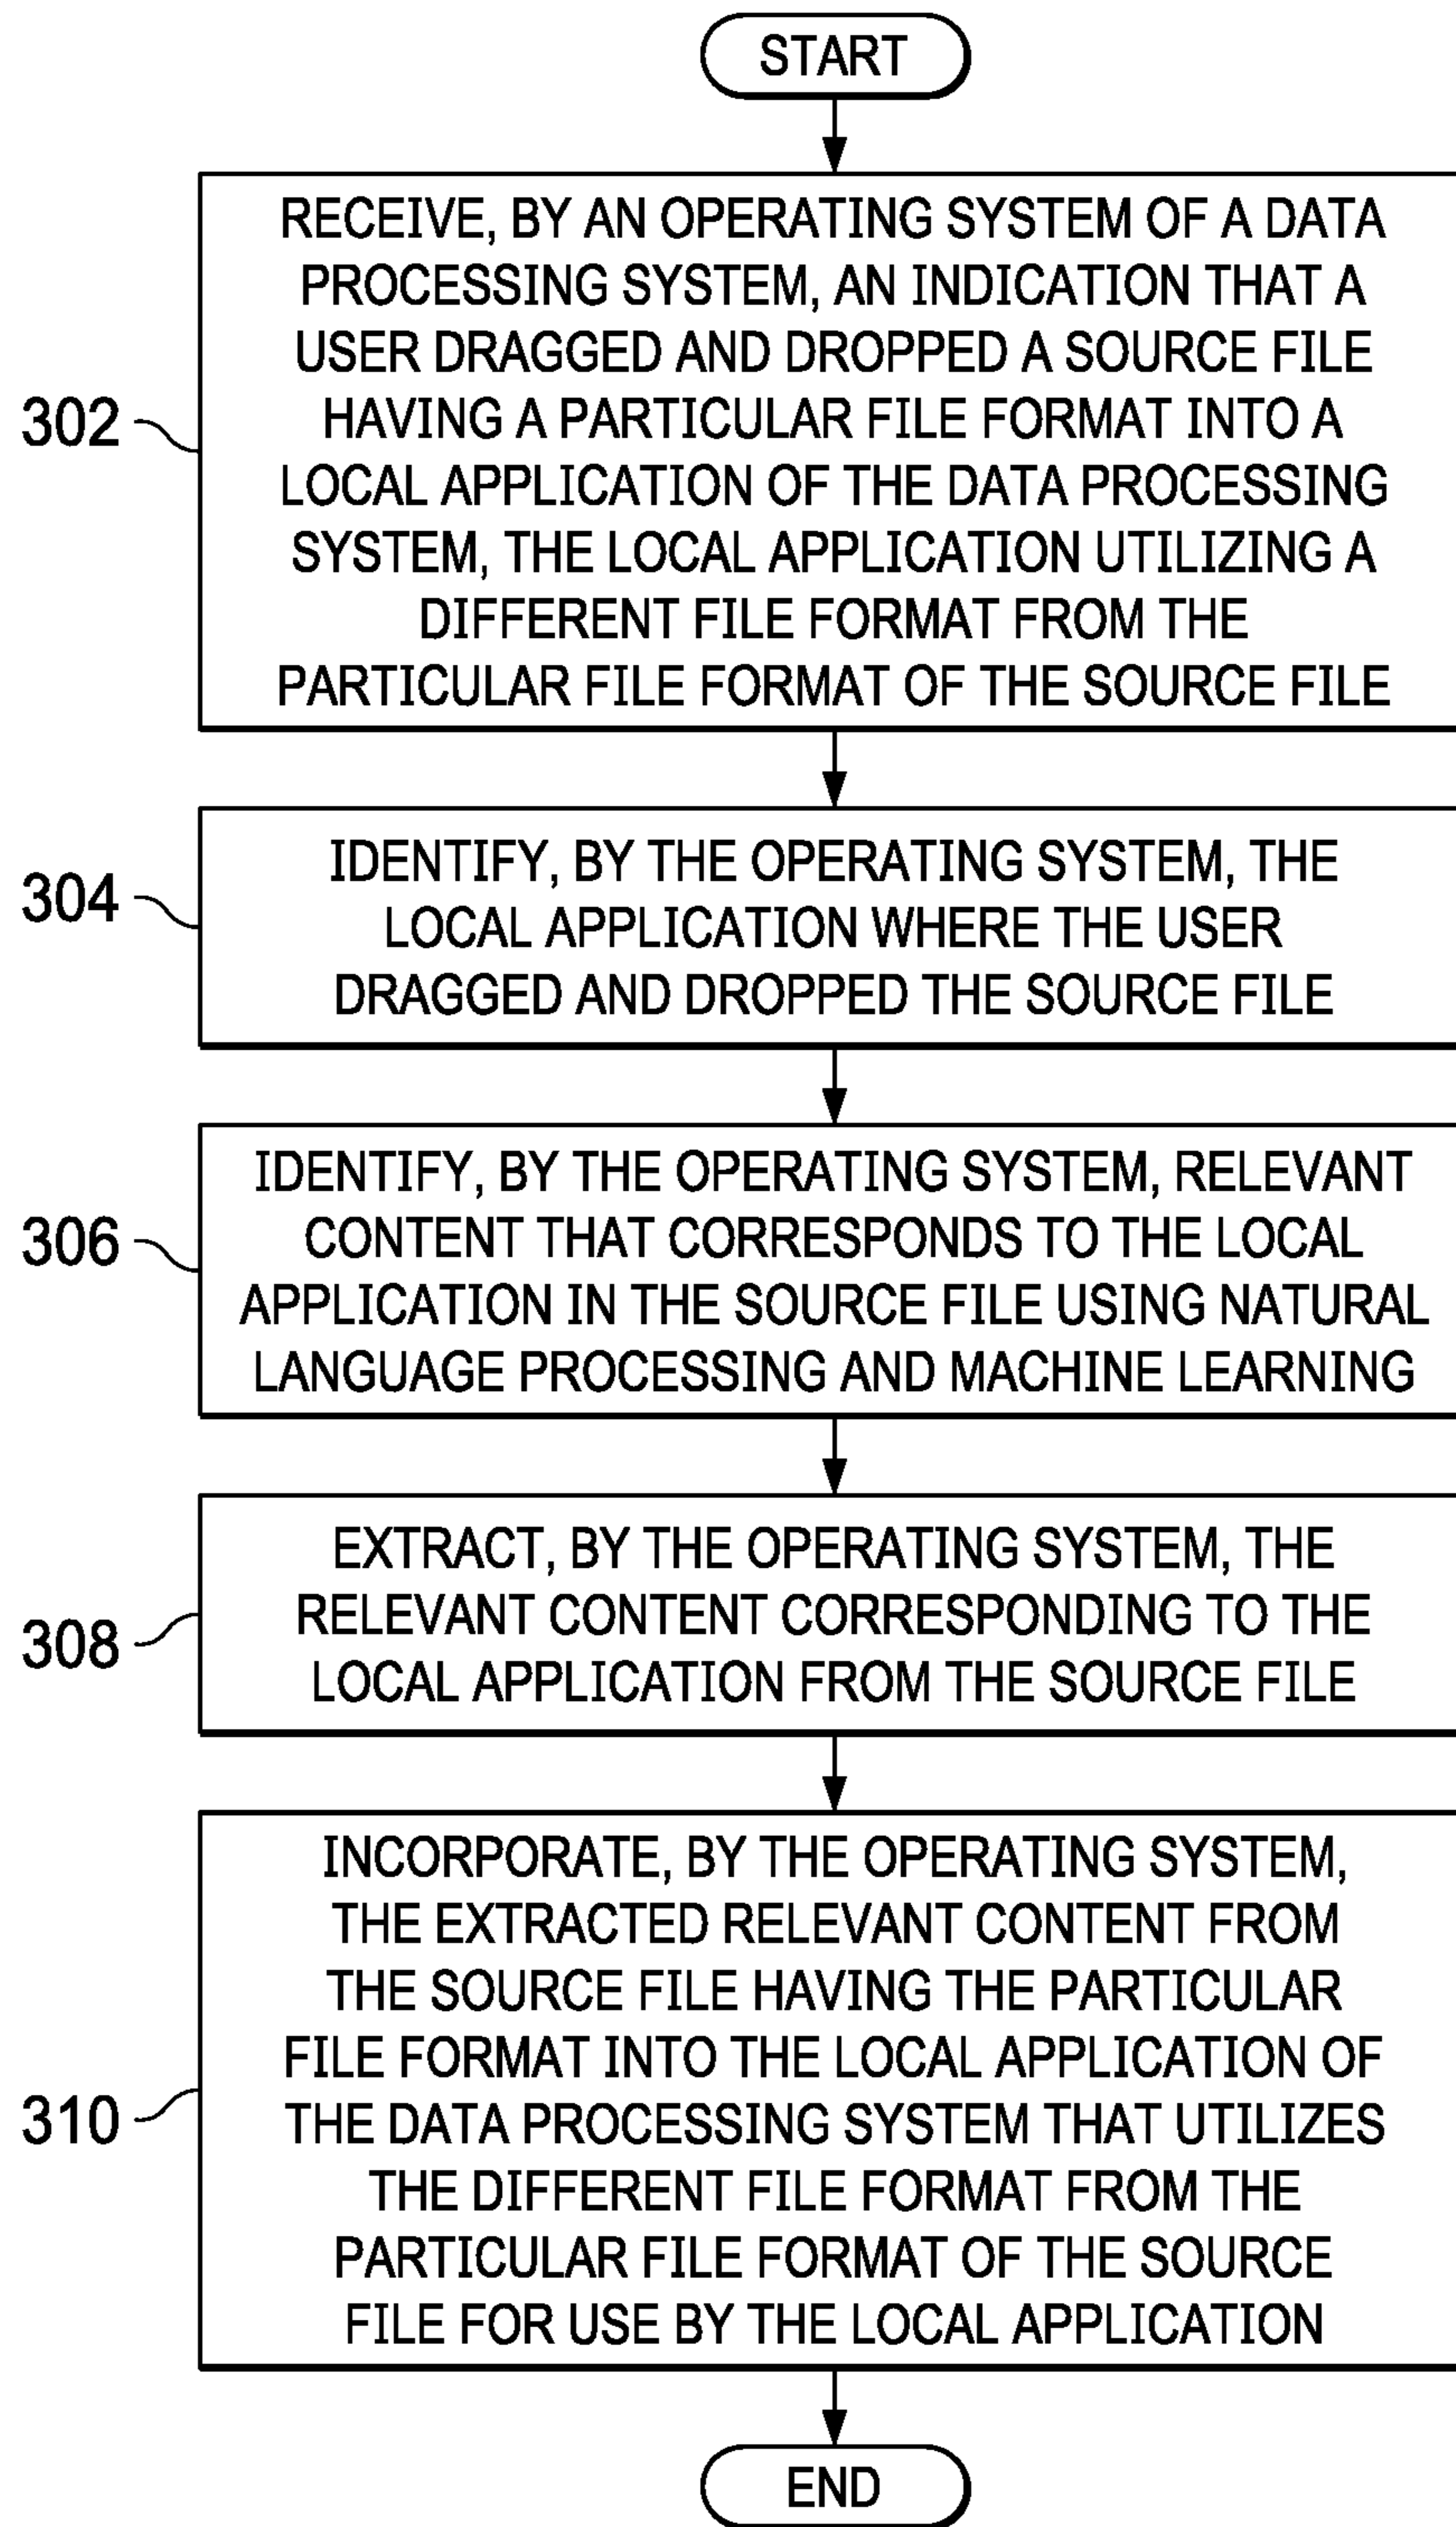 START
RECEIVE, BY AN OPERATING SYSTEM OF A DATA
PROCESSING SYSTEM, AN INDICATION THAT A
USER DRAGGED AND DROPPED A SOURCE FILE
HAVING A PARTICULAR FILE FORMAT INTO A
LOCAL APPLICATION OF THE DATA PROCESSING
SYSTEM, THE LOCAL APPLICATION UTILIZING A
DIFFERENT FILE FORMAT FROM THE
PARTICULAR FILE FORMAT OF THE SOURCE FILE
302
IDENTIFY, BY THE OPERATING SYSTEM, THE
LOCAL APPLICATION WHERE THE USER
DRAGGED AND DROPPED THE SOURCE FILE
304
IDENTIFY, BY THE OPERATING SYSTEM, RELEVANT
CONTENT THAT CORRESPONDS TO THE LOCAL
APPLICATION IN THE SOURCE FILE USING NATURAL
LANGUAGE PROCESSING AND MACHINE LEARNING
306
EXTRACT, BY THE OPERATING SYSTEM, THE
RELEVANT CONTENT CORRESPONDING TO THE
LOCAL APPLICATION FROM THE SOURCE FILE
308
INCORPORATE, BY THE OPERATING SYSTEM,
THE EXTRACTED RELEVANT CONTENT FROM
THE SOURCE FILE HAVING THE PARTICULAR
FILE FORMAT INTO THE LOCAL APPLICATION OF
THE DATA PROCESSING SYSTEM THAT UTILIZES
THE DIFFERENT FILE FORMAT FROM THE
PARTICULAR FILE FORMAT OF THE SOURCE
FILE FOR USE BY THE LOCAL APPLICATION
310
END